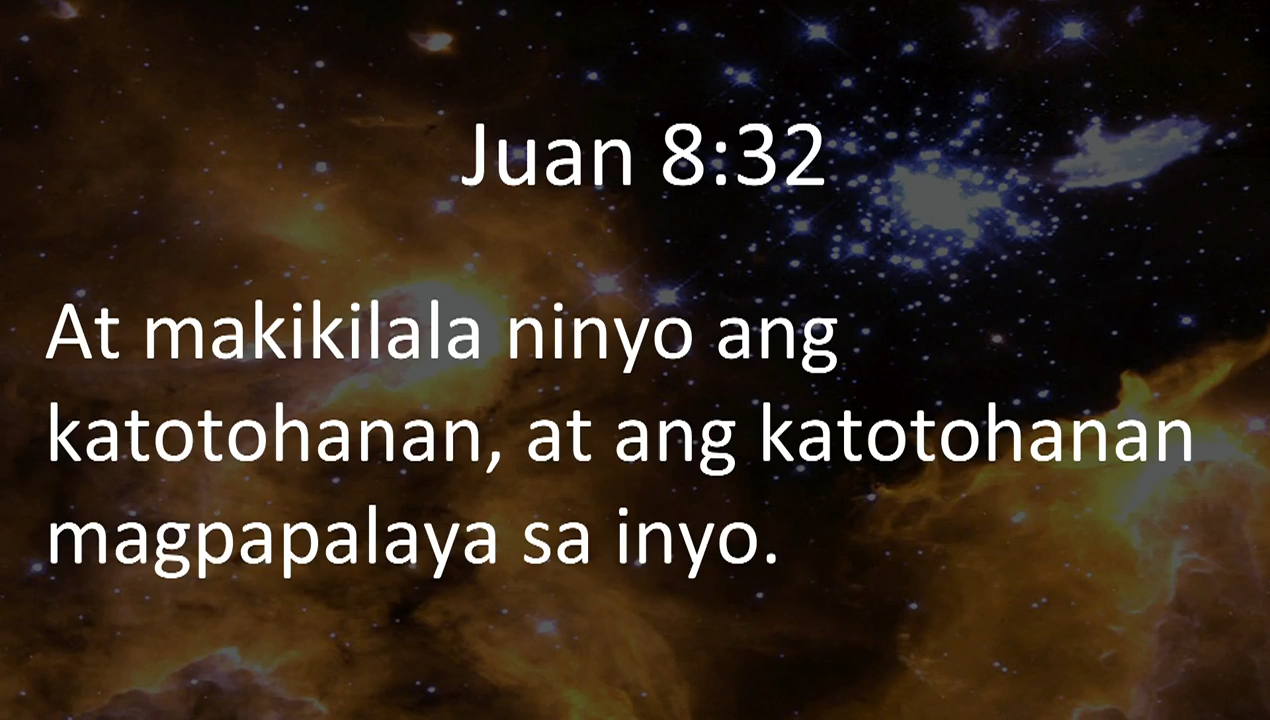 Juan 8:32
At makikilala ninyo ang
katotohanan, at ang katotohanan
magpapalaya sa inyo.